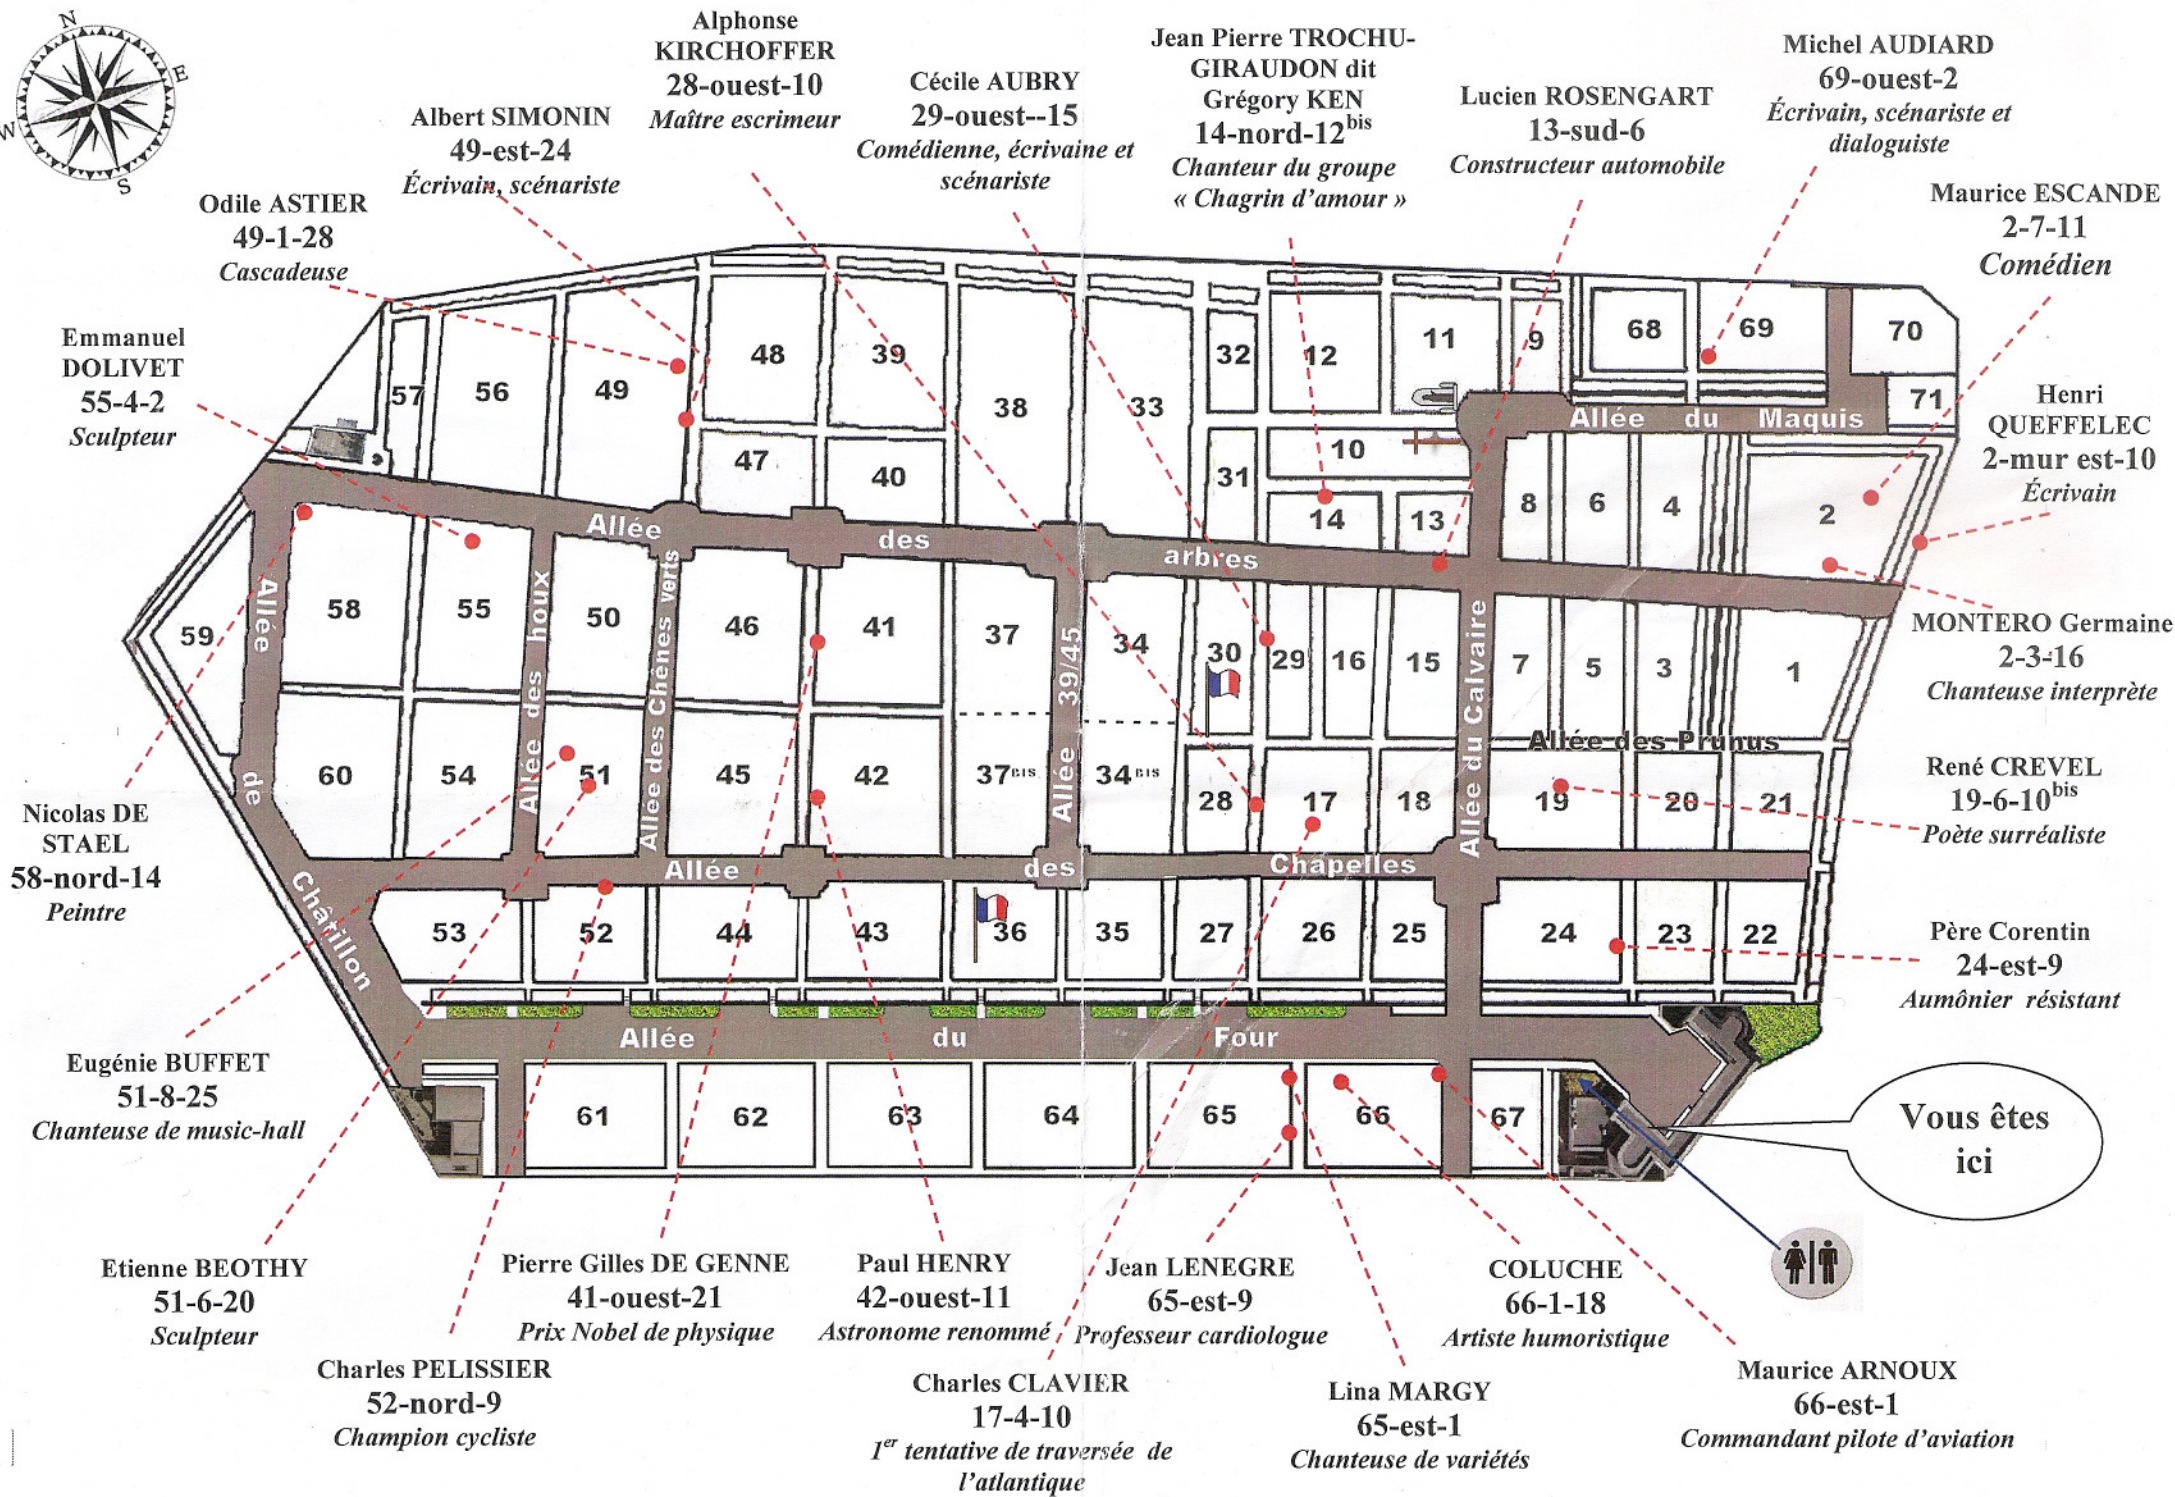 N
E
S
W
Alphonse
KIRCHOFFER
28-ouest-10
Maître escrimeur
Jean Pierre TROCHU-
GIRAUDON dit
Grégory KEN
14-nord-12bis
Chanteur du groupe
« Chagrin d’amour »
Michel AUDIARD
69-ouest-2
Écrivain, scénariste et
dialoguiste
Albert SIMONIN
49-est-24
Écrivain, scénariste
Cécile AUBRY
29-ouest--15
Comédienne, écrivaine et
scénariste
Lucien ROSENGART
13-sud-6
Constructeur automobile
Odile ASTIER
49-1-28
Cascadeuse
Maurice ESCANDE
2-7-11
Comédien
Emmanuel
DOLIVET
55-4-2
Sculpteur
Henri
QUEFFELEC
2-mur est-10
Écrivain
57 56 49 48 39 38 33 32 12 11 9 68 69 70
71
Allée du Maquis
47 40 31 10
14 13 8 6 4 2
Allée des arbres
59 58 55 50 46 41 37 34 30 29 16 15 7 5 3 1
Allée de Châtillon
Allée des houx
Allée des Chênes verts
Allée 39/45
Allée du Calvaire
Allée des Prunus
60 54 51 45 42 37BIS 34BIS 28 17 18 19 20 21
Allée des Chapelles
53 52 44 43 36 35 27 26 25 24 23 22
Allée du Four
61 62 63 64 65 66 67
MONTERO Germaine
2-3-16
Chanteuse interprète
René CREVEL
19-6-10bis
Poète surréaliste
Nicolas DE
STAEL
58-nord-14
Peintre
Père Corentin
24-est-9
Aumônier résistant
Eugénie BUFFET
51-8-25
Chanteuse de music-hall
Vous êtes
ici
Etienne BEOTHY
51-6-20
Sculpteur
Pierre Gilles DE GENNE
41-ouest-21
Prix Nobel de physique
Paul HENRY
42-ouest-11
Astronome renommé
Jean LENEGRE
65-est-9
Professeur cardiologue
COLUCHE
66-1-18
Artiste humoristique
Charles PELISSIER
52-nord-9
Champion cycliste
Charles CLAVIER
17-4-10
1er tentative de traversée de
l’atlantique
Lina MARGY
65-est-1
Chanteuse de variétés
Maurice ARNOUX
66-est-1
Commandant pilote d’aviation